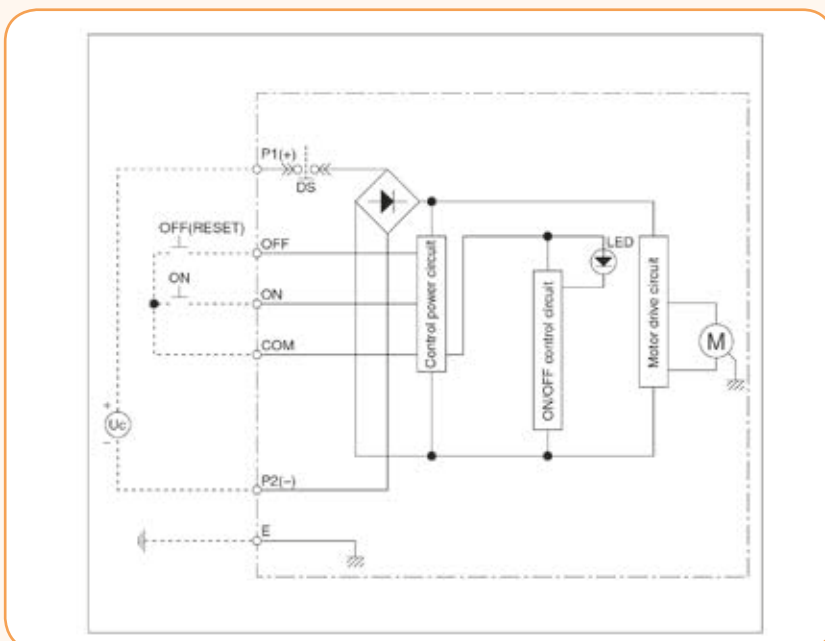 P1(+)
DS
OFF(RESET)
OFF
LED
ON
ON
COM
Control power circuit
ON/OFF control circuit
Motor drive circuit
M
+
Uc
−
P2(−)
E